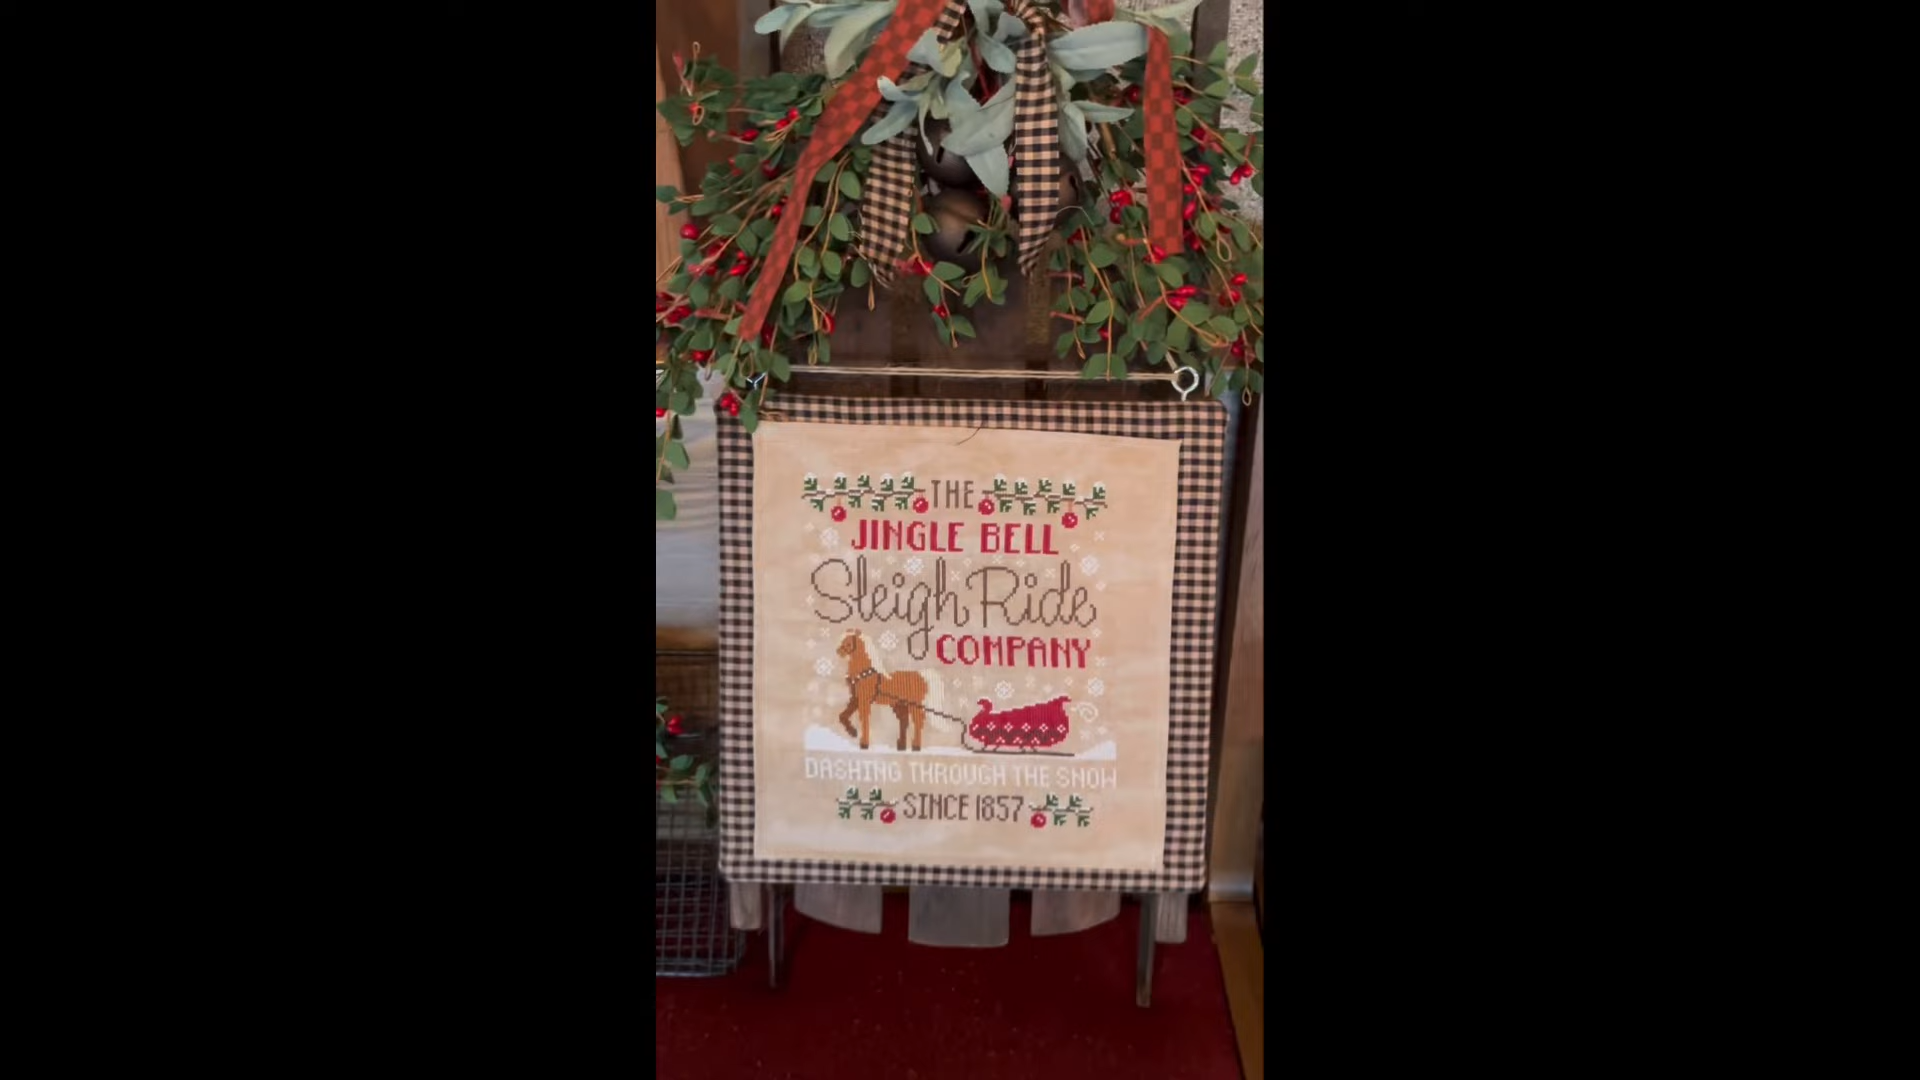 THE
JINGLE BELL
Sleigh Ride
COMPANY
DASHING THROUGH THE SNOW
SINCE 1857